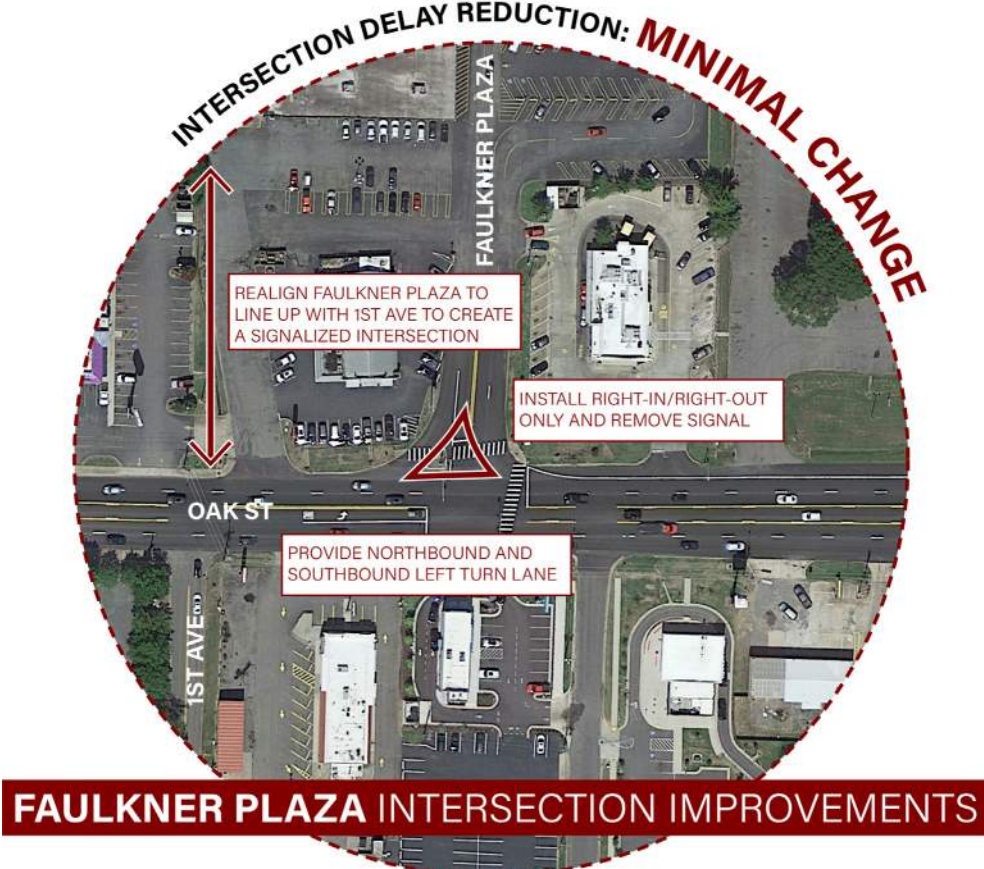 INTERSECTION DELAY REDUCTION: MINIMAL CHANGE
FAULKNER PLAZA
REALIGN FAULKNER PLAZA TO
LINE UP WITH 1ST AVE TO CREATE
A SIGNALIZED INTERSECTION
INSTALL RIGHT-IN/RIGHT-OUT
ONLY AND REMOVE SIGNAL
OAK ST
PROVIDE NORTHBOUND AND
SOUTHBOUND LEFT TURN LANE
1ST AVE
FAULKNER PLAZA INTERSECTION IMPROVEMENTS